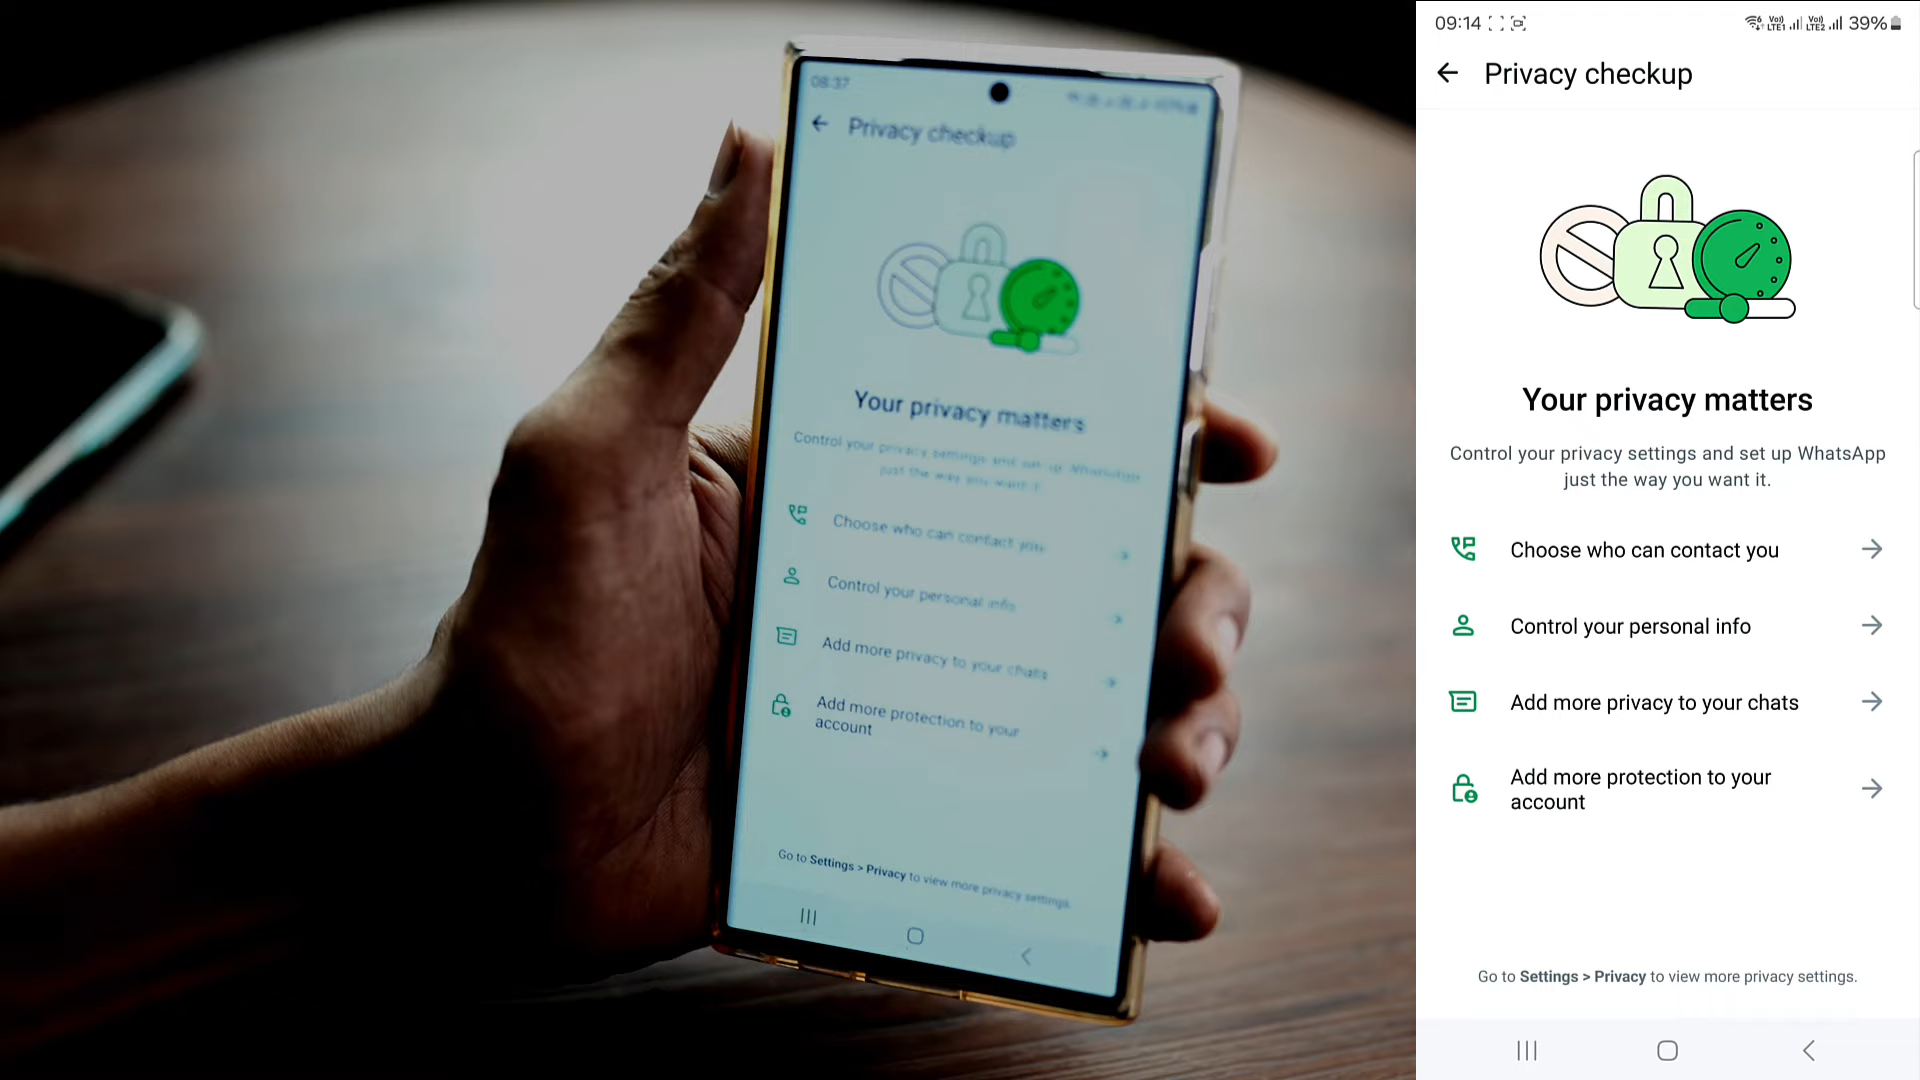 08:37
Privacy checkup
Your privacy matters
Control your privacy settings and set up WhatsApp
just the way you want it.
Choose who can contact you
Control your personal info
Add more privacy to your chats
Add more protection to your
account
Go to Settings > Privacy to view more privacy settings.
09:14
Vo) LTE1 Vo) LTE2 39%
Privacy checkup
Your privacy matters
Control your privacy settings and set up WhatsApp
just the way you want it.
Choose who can contact you
Control your personal info
Add more privacy to your chats
Add more protection to your
account
Go to Settings > Privacy to view more privacy settings.